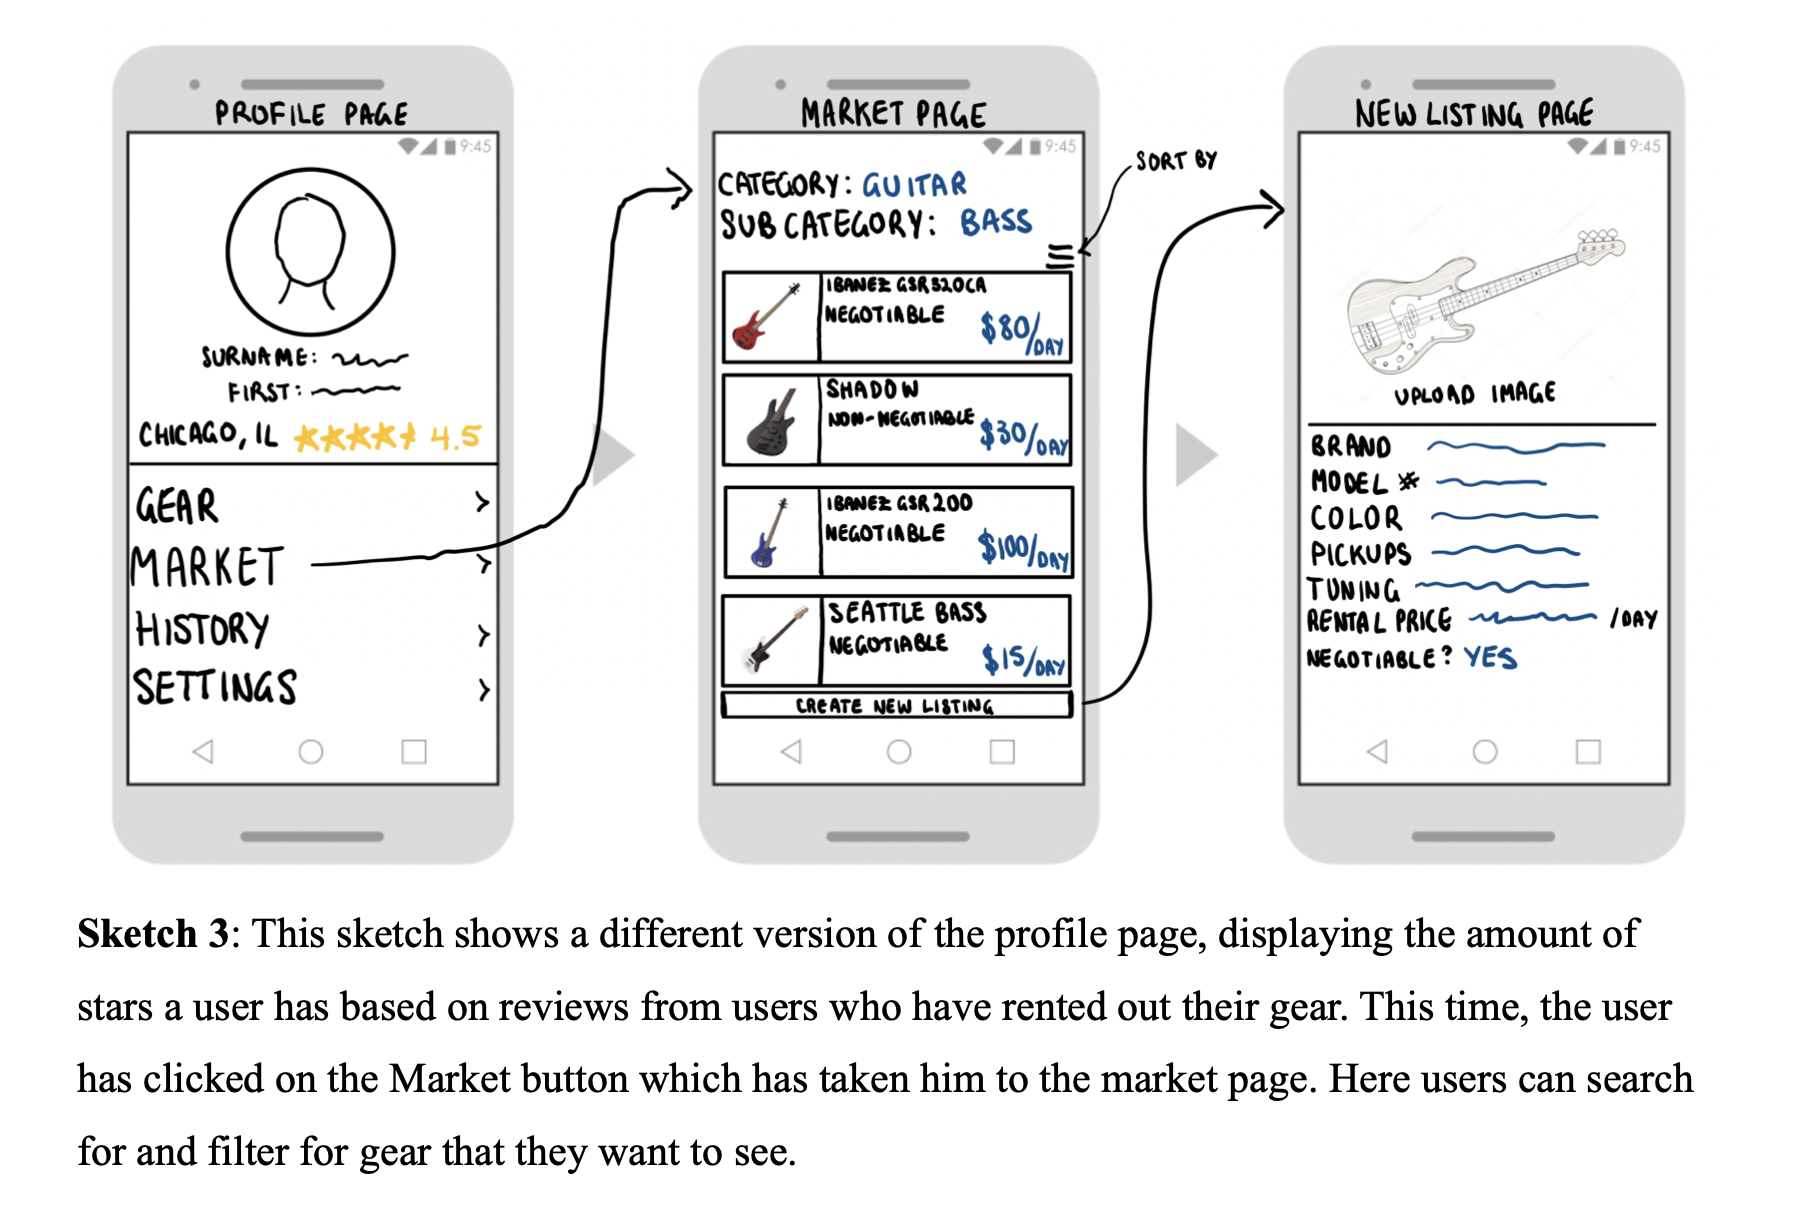 PROFILE PAGE
9:45
SURNAME:
FIRST:
CHICAGO, IL 4.5
GEAR >
MARKET >
HISTORY >
SETTINGS >
MARKET PAGE
9:45
CATEGORY: GUITAR
SUB CATEGORY: BASS
SORT BY
IBANEZ GSR320CA
NEGOTIABLE
$80/DAY
SHADOW
NON-NEGOTIABLE
$30/DAY
IBANEZ GSR200
NEGOTIABLE
$100/DAY
SEATTLE BASS
NEGOTIABLE
$15/DAY
CREATE NEW LISTING
NEW LISTING PAGE
9:45
UPLOAD IMAGE
BRAND
MODEL #
COLOR
PICKUPS
TUNING
RENTAL PRICE /DAY
NEGOTIABLE? YES
Sketch 3: This sketch shows a different version of the profile page, displaying the amount of
stars a user has based on reviews from users who have rented out their gear. This time, the user
has clicked on the Market button which has taken him to the market page. Here users can search
for and filter for gear that they want to see.